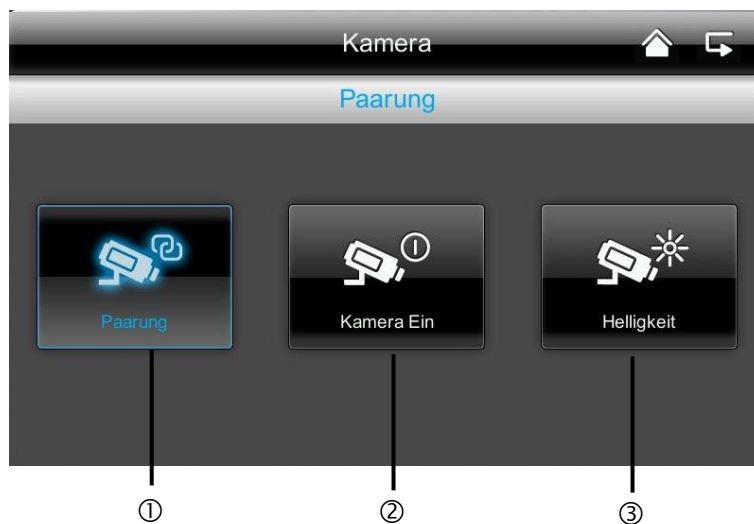 Kamera
Paarung
Paarung
Kamera Ein
Helligkeit
①
②
③